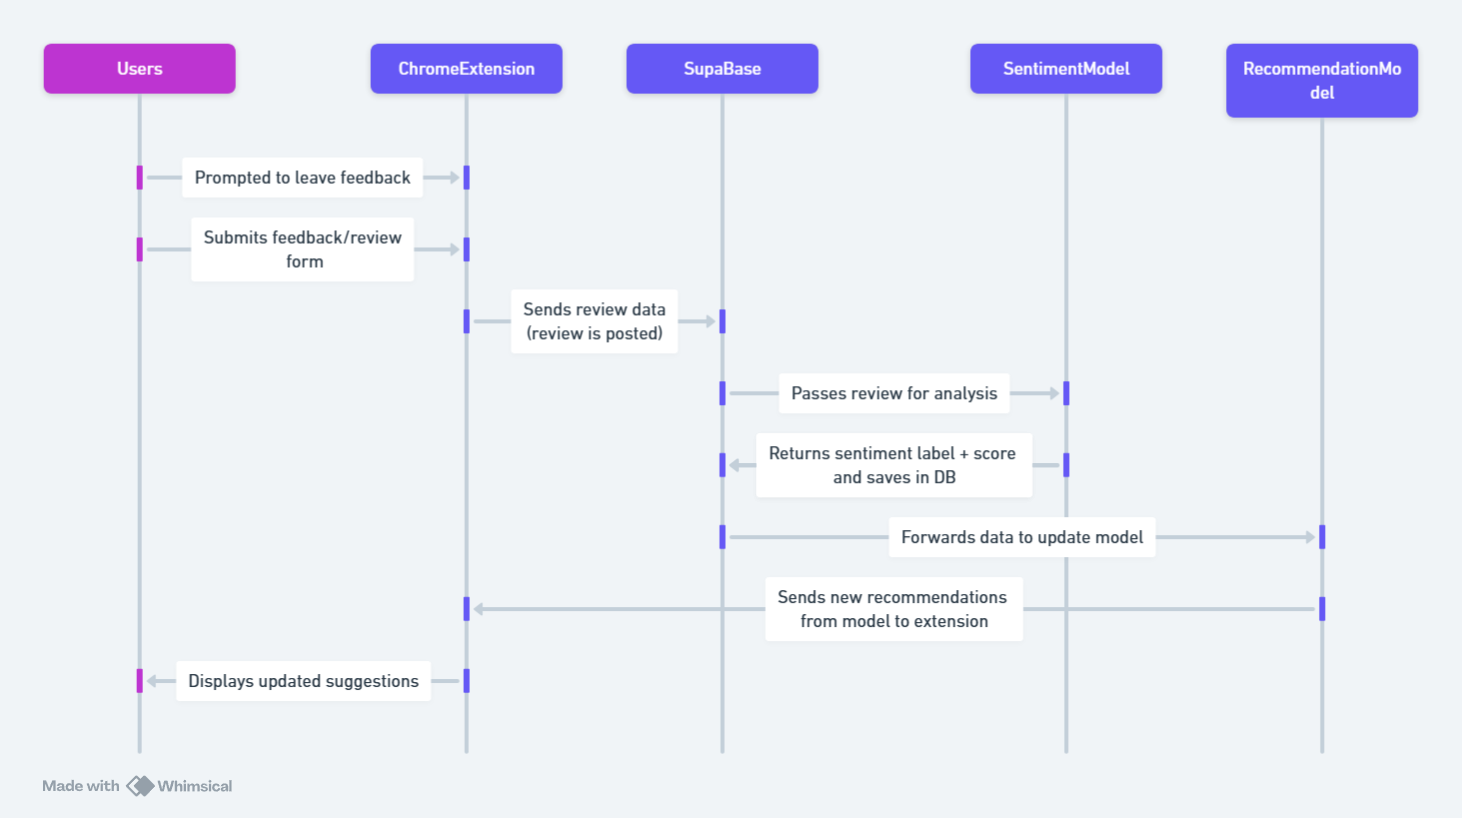 Users
ChromeExtension
SupaBase
SentimentModel
RecommendationMo
del
Prompted to leave feedback
Submits feedback/review
form
Sends review data
(review is posted)
Passes review for analysis
Returns sentiment label + score
and saves in DB
Forwards data to update model
Sends new recommendations
from model to extension
Displays updated suggestions
Made with Whimsical